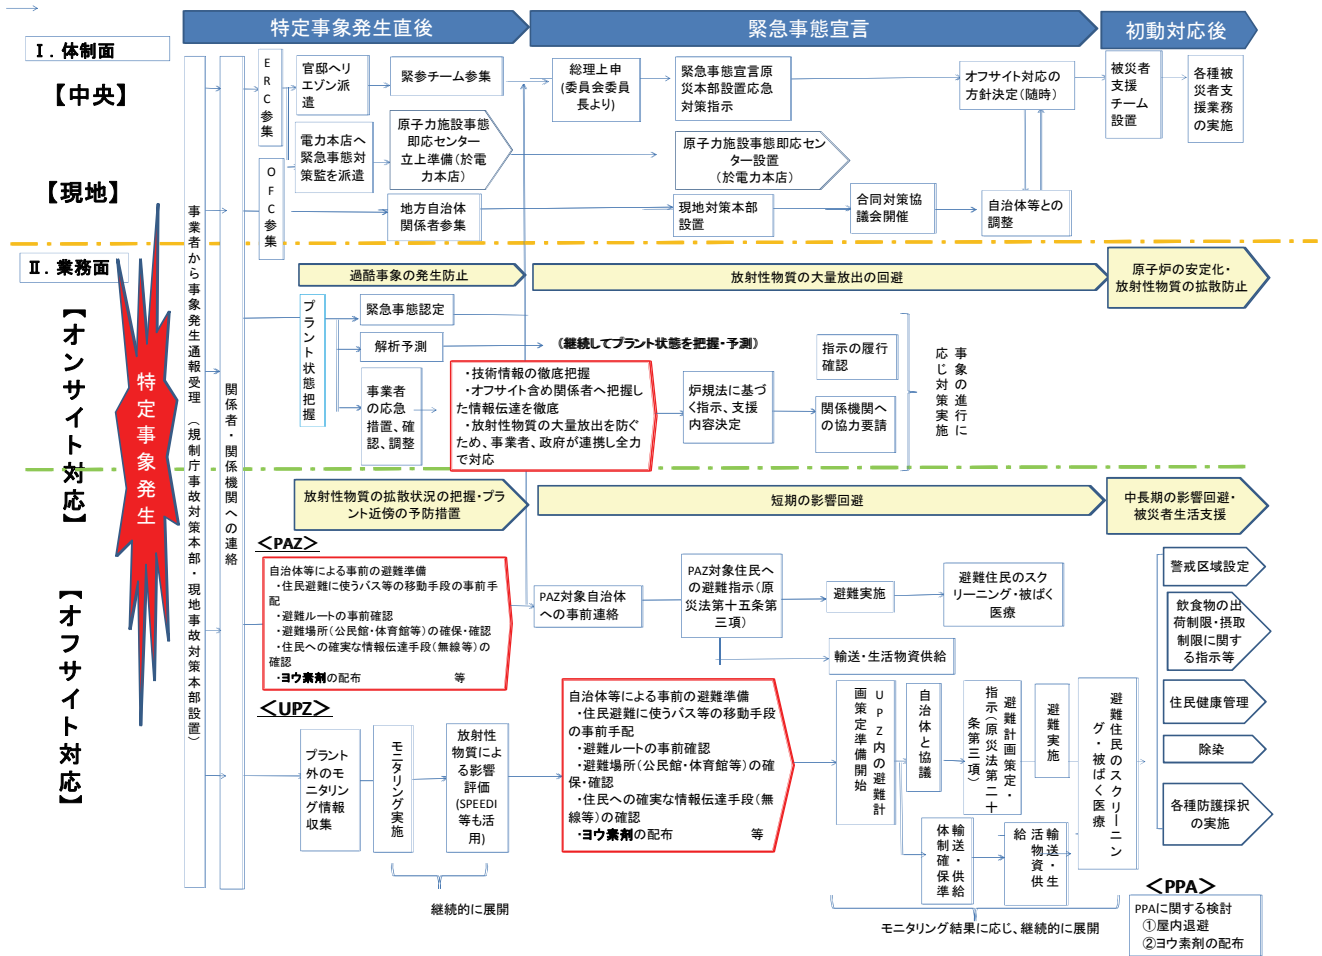 特定事象発生直後
緊急事態宣言
初動対応後
Ⅰ．体制面
【中央】
【現地】
ERC参集
官邸へリ
エゾン派
遣
緊参チーム参集
総理上申
(委員会委員
長より)
緊急事態宣言原
災本部設置応急
対策指示
オフサイト対応の
方針決定(随時)
被災者
支援
チーム
設置
各種被
災者支
援業務
の実施
電力本店へ
緊急事態対
策監を派遣
原子力施設事態
即応センター
立上準備(於電
力本店)
原子力施設事態即応セン
ター設置
(於電力本店)
OFC参集
地方自治体
関係者参集
現地対策本部
設置
合同対策協
議会開催
自治体等との
調整
Ⅱ．業務面
【オンサイト対応】
【オフサイト対応】
特定事象発生
事業者から事象発生通報受理（規制庁事故対策本部・現地事故対策本部設置）
関係者・関係機関への連絡
過酷事象の発生防止
放射性物質の大量放出の回避
原子炉の安定化・
放射性物質の拡散防止
プラント状態把握
緊急事態認定
解析予測
(継続してプラント状態を把握・予測)
事業者
の応急
措置、確
認、調整
・技術情報の徹底把握
・オフサイト含め関係者へ把握し
た情報伝達を徹底
・放射性物質の大量放出を防ぐ
ため、事業者、政府が連携し全力
で対応
炉規法に基づ
く指示、支援
内容決定
指示の履行
確認
関係機関へ
の協力要請
事象の進行に
応じ対策実施
放射性物質の拡散状況の把握・プラ
ント近傍の予防措置
短期の影響回避
中長期の影響回避・
被災者生活支援
＜PAZ＞
自治体等による事前の避難準備
・住民避難に使うバス等の移動手段の事前手
配
・避難ルートの事前確認
・避難場所（公民館・体育館等）の確保・確認
・住民への確実な情報伝達手段（無線等）の
確認
・ヨウ素剤の配布　等
PAZ対象自治体
への事前連絡
PAZ対象住民へ
の避難指示(原
災法第十五条第
三項)
避難実施
避難住民のスク
リーニング・被ばく
医療
輸送・生活物資供給
警戒区域設定
飲食物の出
荷制限・摂取
制限に関す
る指示等
住民健康管理
除染
各種防護採択
の実施
＜UPZ＞
プラント
外のモ
ニタリン
グ情報
収集
モニタリング実施
放射性
物質によ
る影響
評価
(SPEEDI
等も活
用)
継続的に展開
自治体等による事前の避難準備
・住民避難に使うバス等の移動手段
の事前手配
・避難ルートの事前確認
・避難場所（公民館・体育館等）の確
保・確認
・住民への確実な情報伝達手段（無
線等）の確認
・ヨウ素剤の配布　等
UPZ内の避難計
画策定準備開始
自治体と協議
避難計画策定・
指示（原災法第二十
条第三項）
避難実施
避難住民のスクリーニン
グ・被ばく医療
輸送・供給
体制確保準
輸送・生
活物資供
給
モニタリング結果に応じ、継続的に展開
＜PPA＞
PPAに関する検討
①屋内退避
②ヨウ素剤の配布